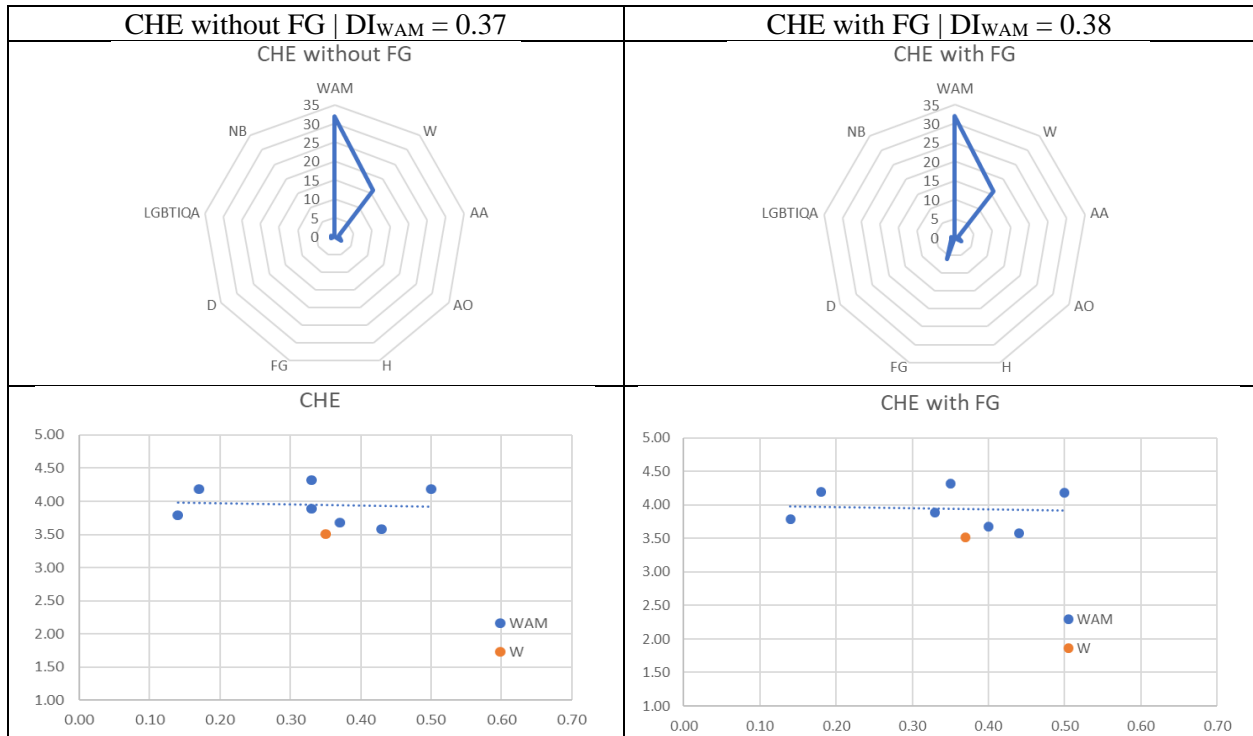 CHE without FG | DIWAM = 0.37
CHE with FG | DIWAM = 0.38
CHE without FG
WAM
35
30
25
20
15
10
5
0
W
AA
AO
H
FG
D
LGBTIQA
NB
CHE with FG
WAM
35
30
25
20
15
10
5
0
W
AA
AO
H
FG
D
LGBTIQA
NB
CHE
5.00
4.50
4.00
3.50
3.00
2.50
2.00
1.50
1.00
0.00 0.10 0.20 0.30 0.40 0.50 0.60 0.70
WAM
W
CHE with FG
5.00
4.50
4.00
3.50
3.00
2.50
2.00
1.50
1.00
0.00 0.10 0.20 0.30 0.40 0.50 0.60 0.70
WAM
W